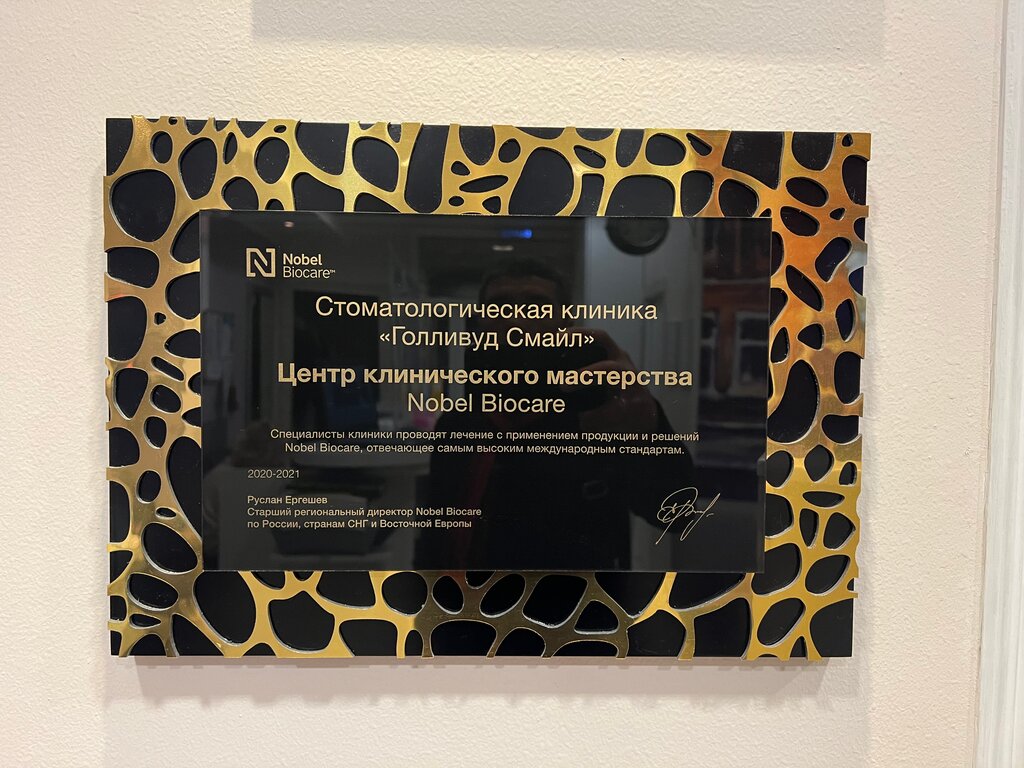 Nobel
Biocare™
Стоматологическая клиника
«Голливуд Смайл»
Центр клинического мастерства
Nobel Biocare
Специалисты клиники проводят лечение с применением продукции и решений
Nobel Biocare, отвечающее самым высоким международным стандартам.
2020-2021
Руслан Ергешев
Старший региональный директор Nobel Biocare
по России, странам СНГ и Восточной Европы